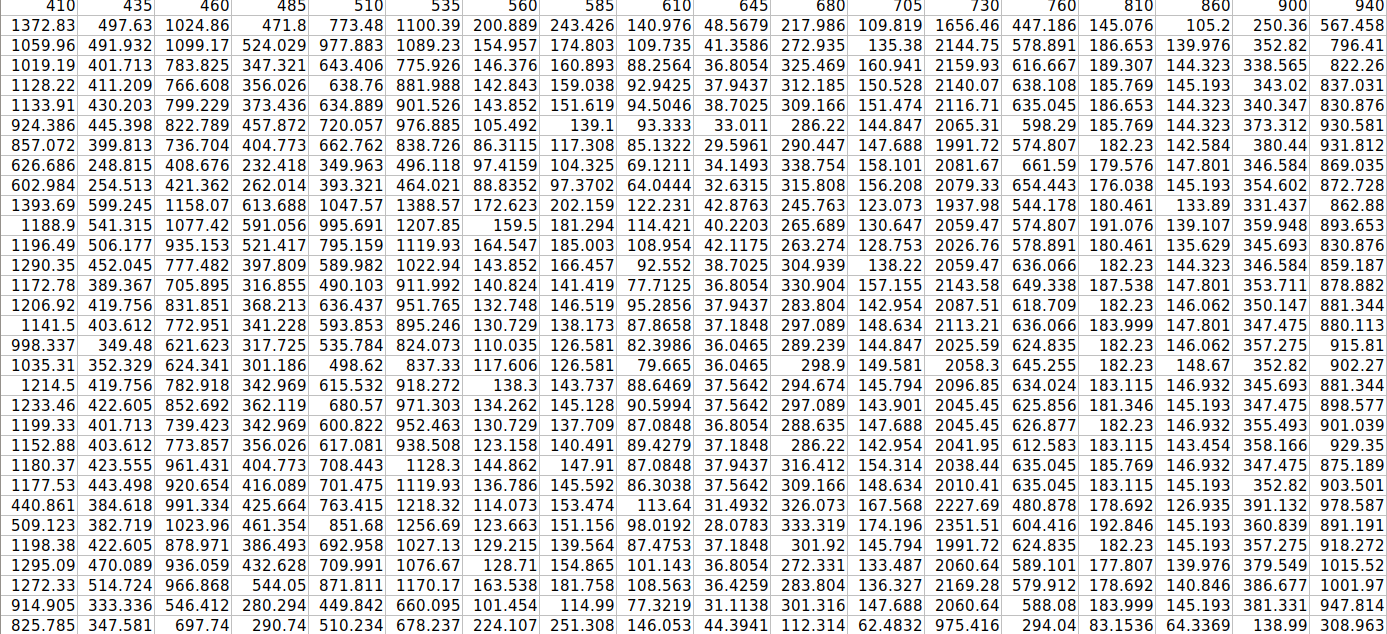 410 435 460 485 510 535 560 585 610 645 680 705 730 760 810 860 900 940
1372.83 497.63 1024.86 471.8 773.48 1100.39 200.889 243.426 140.976 48.5679 217.986 109.819 1656.46 447.186 145.076 105.2 250.36 567.458
1059.96 491.932 1099.17 524.029 977.883 1089.23 154.957 174.803 109.735 41.3586 272.935 135.38 2144.75 578.891 186.653 139.976 352.82 796.41
1019.19 401.713 783.825 347.321 643.406 775.926 146.376 160.893 88.2564 36.8054 325.469 160.941 2159.93 616.667 189.307 144.323 338.565 822.26
1128.22 411.209 766.608 356.026 638.76 881.988 142.843 159.038 92.9425 37.9437 312.185 150.528 2140.07 638.108 185.769 145.193 343.02 837.031
1133.91 430.203 799.229 373.436 634.889 901.526 143.852 151.619 94.5046 38.7025 309.166 151.474 2116.71 635.045 186.653 144.323 340.347 830.876
924.386 445.398 822.789 457.872 720.057 976.885 105.492 139.1 93.333 33.011 286.22 144.847 2065.31 598.29 185.769 144.323 373.312 930.581
857.072 399.813 736.704 404.773 662.762 838.726 86.3115 117.308 85.1322 29.5961 290.447 147.688 1991.72 574.807 182.23 142.584 380.44 931.812
626.686 248.815 408.676 232.418 349.963 496.118 97.4159 104.325 69.1211 34.1493 338.754 158.101 2081.67 661.59 179.576 147.801 346.584 869.035
602.984 254.513 421.362 262.014 393.321 464.021 88.8352 97.3702 64.0444 32.6315 315.808 156.208 2079.33 654.443 176.038 145.193 354.602 872.728
1393.69 599.245 1158.07 613.688 1047.57 1388.57 172.623 202.159 122.231 42.8763 245.763 123.073 1937.98 544.178 180.461 133.89 331.437 862.88
1188.9 541.315 1077.42 591.056 995.691 1207.85 159.5 181.294 114.421 40.2203 265.689 130.647 2059.47 574.807 191.076 139.107 359.948 893.653
1196.49 506.177 935.153 521.417 795.159 1119.93 164.547 185.003 108.954 42.1175 263.274 128.753 2026.76 578.891 180.461 135.629 345.693 830.876
1290.35 452.045 777.482 397.809 589.982 1022.94 143.852 166.457 92.552 38.7025 304.939 138.22 2059.47 636.066 182.23 144.323 346.584 859.187
1172.78 389.367 705.895 316.855 490.103 911.992 140.824 141.419 77.7125 36.8054 330.904 157.155 2143.58 649.338 187.538 147.801 353.711 878.882
1206.92 419.756 831.851 368.213 636.437 951.765 132.748 146.519 95.2856 37.9437 283.804 142.954 2087.51 618.709 182.23 146.062 350.147 881.344
1141.5 403.612 772.951 341.228 593.853 895.246 130.729 138.173 87.8658 37.1848 297.089 148.634 2113.21 636.066 183.999 147.801 347.475 880.113
998.337 349.48 621.623 317.725 535.784 824.073 110.035 126.581 82.3986 36.0465 289.239 144.847 2025.59 624.835 182.23 146.062 357.275 915.81
1035.31 352.329 624.341 301.186 498.62 837.33 117.606 126.581 79.665 36.0465 298.9 149.581 2058.3 645.255 182.23 148.67 352.82 902.27
1214.5 419.756 782.918 342.969 615.532 918.272 138.3 143.737 88.6469 37.5642 294.674 145.794 2096.85 634.024 183.115 146.932 345.693 881.344
1233.46 422.605 852.692 362.119 680.57 971.303 134.262 145.128 90.5994 37.5642 297.089 143.901 2045.45 625.856 181.346 145.193 347.475 898.577
1199.33 401.713 739.423 342.969 600.822 952.463 130.729 137.709 87.0848 36.8054 288.635 147.688 2045.45 626.877 182.23 146.932 355.493 901.039
1152.88 403.612 773.857 356.026 617.081 938.508 123.158 140.491 89.4279 37.1848 286.22 142.954 2041.95 612.583 183.115 143.454 358.166 929.35
1180.37 423.555 961.431 404.773 708.443 1128.3 144.862 147.91 87.0848 37.9437 316.412 154.314 2038.44 635.045 185.769 146.932 347.475 875.189
1177.53 443.498 920.654 416.089 701.475 1119.93 136.786 145.592 86.3038 37.5642 309.166 148.634 2010.41 635.045 183.115 145.193 352.82 903.501
440.861 384.618 991.334 425.664 763.415 1218.32 114.073 153.474 113.64 31.4932 326.073 167.568 2227.69 480.878 178.692 126.935 391.132 978.587
509.123 382.719 1023.96 461.354 851.68 1256.69 123.663 151.156 98.0192 28.0783 333.319 174.196 2351.51 604.416 192.846 145.193 360.839 891.191
1198.38 422.605 878.971 386.493 692.958 1027.13 129.215 139.564 87.4753 37.1848 301.92 145.794 1991.72 624.835 182.23 145.193 357.275 918.272
1295.09 470.089 936.059 432.628 709.991 1076.67 128.71 154.865 101.143 36.8054 272.331 133.487 2060.64 589.101 177.807 139.976 379.549 1015.52
1272.33 514.724 966.868 544.05 871.811 1170.17 163.538 181.758 108.563 36.4259 283.804 136.327 2169.28 579.912 178.692 140.846 386.677 1001.97
914.905 333.336 546.412 280.294 449.842 660.095 101.454 114.99 77.3219 31.1138 301.316 147.688 2060.64 588.08 183.999 145.193 381.331 947.814
825.785 347.581 697.74 290.74 510.234 678.237 224.107 251.308 146.053 44.3941 112.314 62.4832 975.416 294.04 83.1536 64.3369 138.99 308.963